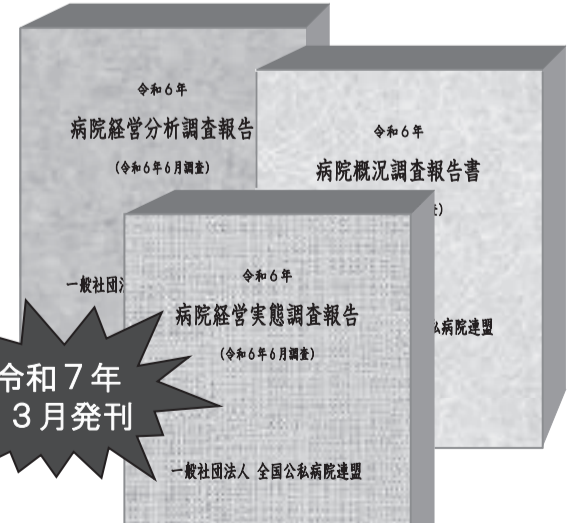 令和6年
病院経営分析調査報告
(令和6年6月調査)
一般社団法
令和6年
病院概況調査報告書
私病院連盟
令和6年
病院経営実態調査報告
(令和6年6月調査)
一般社団法人 全国公私病院連盟
令和7年
3月発刊